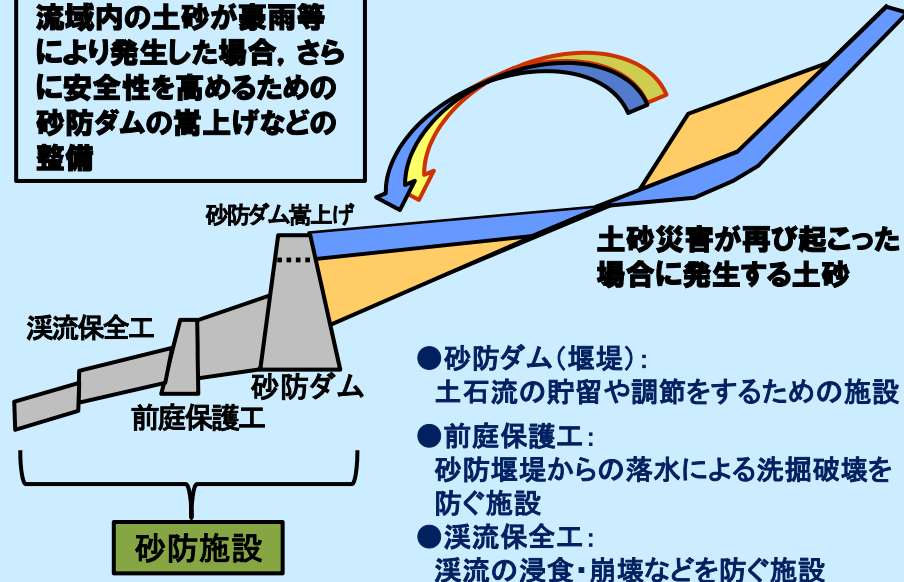 流域内の土砂が豪雨等
により発生した場合，さら
に安全性を高めるための
砂防ダムの嵩上げなどの
整備
砂防ダム嵩上げ
土砂災害が再び起こった
場合に発生する土砂
渓流保全工
砂防ダム
前庭保護工
砂防施設
●砂防ダム（堰堤）：
土石流の貯留や調節をするための施設
●前庭保護工：
砂防堰堤からの落水による洗掘破壊を
防ぐ施設
●渓流保全工：
渓流の浸食・崩壊などを防ぐ施設